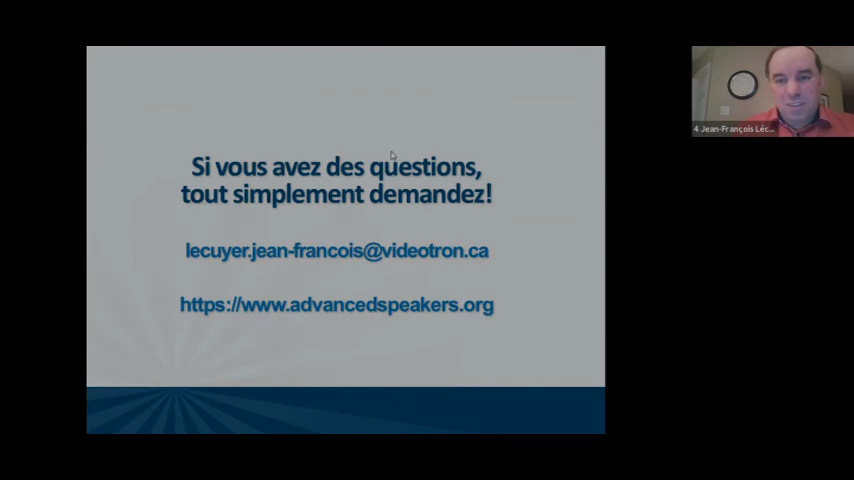 Si vous avez des questions,
tout simplement demandez!
lecuyer.jean-francois@videotron.ca
https://www.advancedspeakers.org
4 Jean-François Léc...